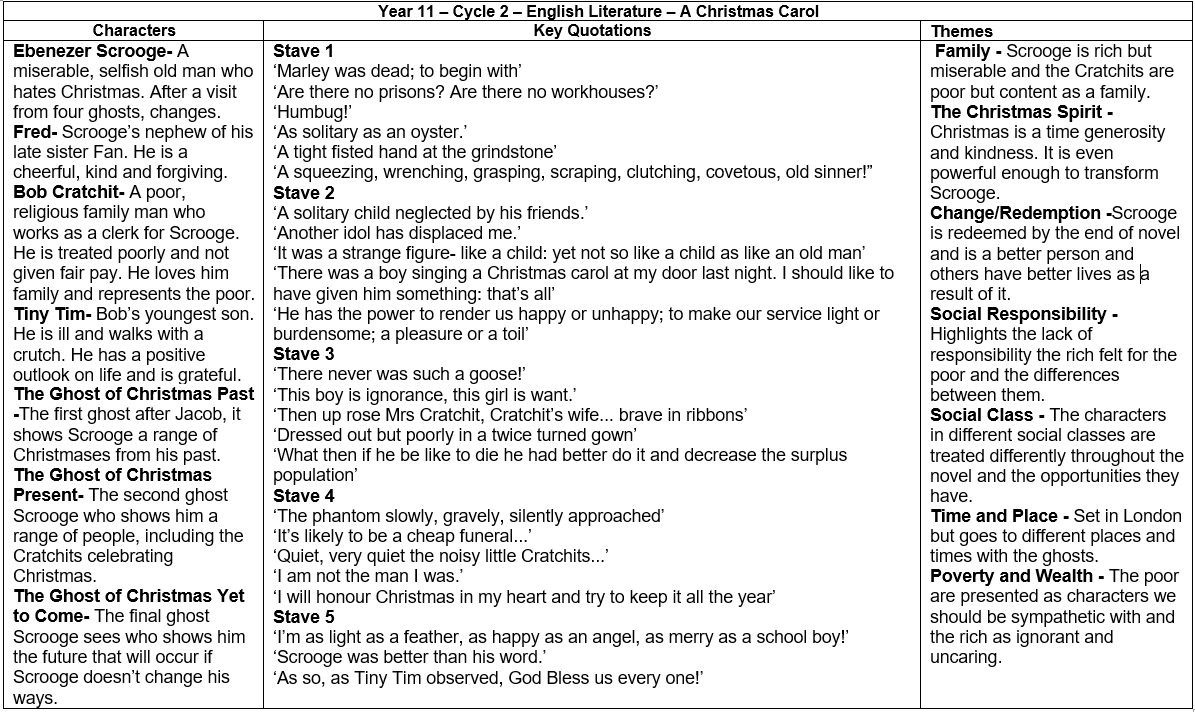 Year 11 – Cycle 2 – English Literature – A Christmas Carol
Characters
Ebenezer Scrooge- A
miserable, selfish old man who
hates Christmas. After a visit
from four ghosts, changes.
Fred- Scrooge’s nephew of his
late sister Fan. He is a
cheerful, kind and forgiving.
Bob Cratchit- A poor,
religious family man who
works as a clerk for Scrooge.
He is treated poorly and not
given fair pay. He loves him
family and represents the poor.
Tiny Tim- Bob’s youngest son.
He is ill and walks with a
crutch. He has a positive
outlook on life and is grateful.
The Ghost of Christmas Past
-The first ghost after Jacob, it
shows Scrooge a range of
Christmases from his past.
The Ghost of Christmas
Present- The second ghost
Scrooge who shows him a
range of people, including the
Cratchits celebrating
Christmas.
The Ghost of Christmas Yet
to Come- The final ghost
Scrooge sees who shows him
the future that will occur if
Scrooge doesn’t change his
ways.
Key Quotations
Stave 1
‘Marley was dead; to begin with’
‘Are there no prisons? Are there no workhouses?’
‘Humbug!’
‘As solitary as an oyster.’
‘A tight fisted hand at the grindstone’
‘A squeezing, wrenching, grasping, scraping, clutching, covetous, old sinner!”
Stave 2
‘A solitary child neglected by his friends.’
‘Another idol has displaced me.’
‘It was a strange figure- like a child: yet not so like a child as like an old man’
‘There was a boy singing a Christmas carol at my door last night. I should like to
have given him something: that’s all’
‘He has the power to render us happy or unhappy; to make our service light or
burdensome; a pleasure or a toil’
Stave 3
‘There never was such a goose!’
‘This boy is ignorance, this girl is want.’
‘Then up rose Mrs Cratchit, Cratchit’s wife... brave in ribbons’
‘Dressed out but poorly in a twice turned gown’
‘What then if he be like to die he had better do it and decrease the surplus
population’
Stave 4
‘The phantom slowly, gravely, silently approached’
‘It’s likely to be a cheap funeral...’
‘Quiet, very quiet the noisy little Cratchits...’
‘I am not the man I was.’
‘I will honour Christmas in my heart and try to keep it all the year’
Stave 5
‘I’m as light as a feather, as happy as an angel, as merry as a school boy!’
‘Scrooge was better than his word.’
‘As so, as Tiny Tim observed, God Bless us every one!’
Themes
Family - Scrooge is rich but
miserable and the Cratchits are
poor but content as a family.
The Christmas Spirit -
Christmas is a time generosity
and kindness. It is even
powerful enough to transform
Scrooge.
Change/Redemption -Scrooge
is redeemed by the end of novel
and is a better person and
others have better lives as a
result of it.
Social Responsibility -
Highlights the lack of
responsibility the rich felt for the
poor and the differences
between them.
Social Class - The characters
in different social classes are
treated differently throughout the
novel and the opportunities they
have.
Time and Place - Set in London
but goes to different places and
times with the ghosts.
Poverty and Wealth - The poor
are presented as characters we
should be sympathetic with and
the rich as ignorant and
uncaring.